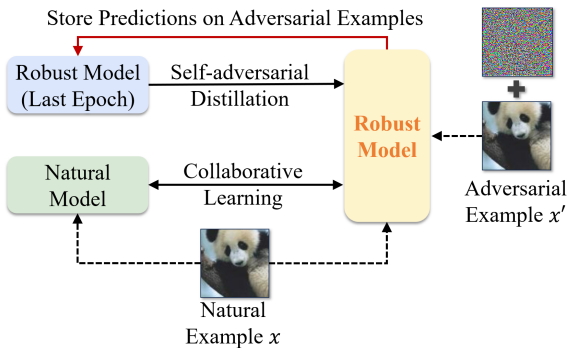 Store Predictions on Adversarial Examples
Robust Model
(Last Epoch)
Self-adversarial
Distillation
Robust
Model
Natural
Model
Collaborative
Learning
Adversarial
Example x′
Natural
Example x